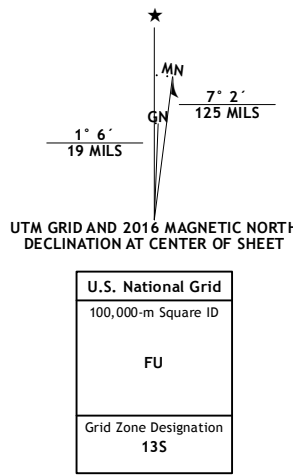 MN
GN
7° 2´
125 MILS
1° 6´
19 MILS
UTM GRID AND 2016 MAGNETIC NORTH
DECLINATION AT CENTER OF SHEET
U.S. National Grid
100,000-m Square ID
FU
Grid Zone Designation
13S